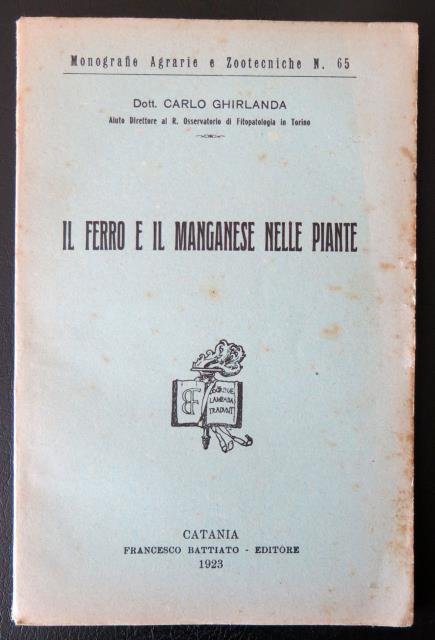 Monografie Agrarie e Zootecniche N. 65
Dott. CARLO GHIRLANDA
Aiuto Direttore al R. Osservatorio di Fitopatologia in Torino
IL FERRO E IL MANGANESE NELLE PIANTE
BF
LAMPADA
TRADUNT
CATANIA
FRANCESCO BATTIATO - EDITORE
1923